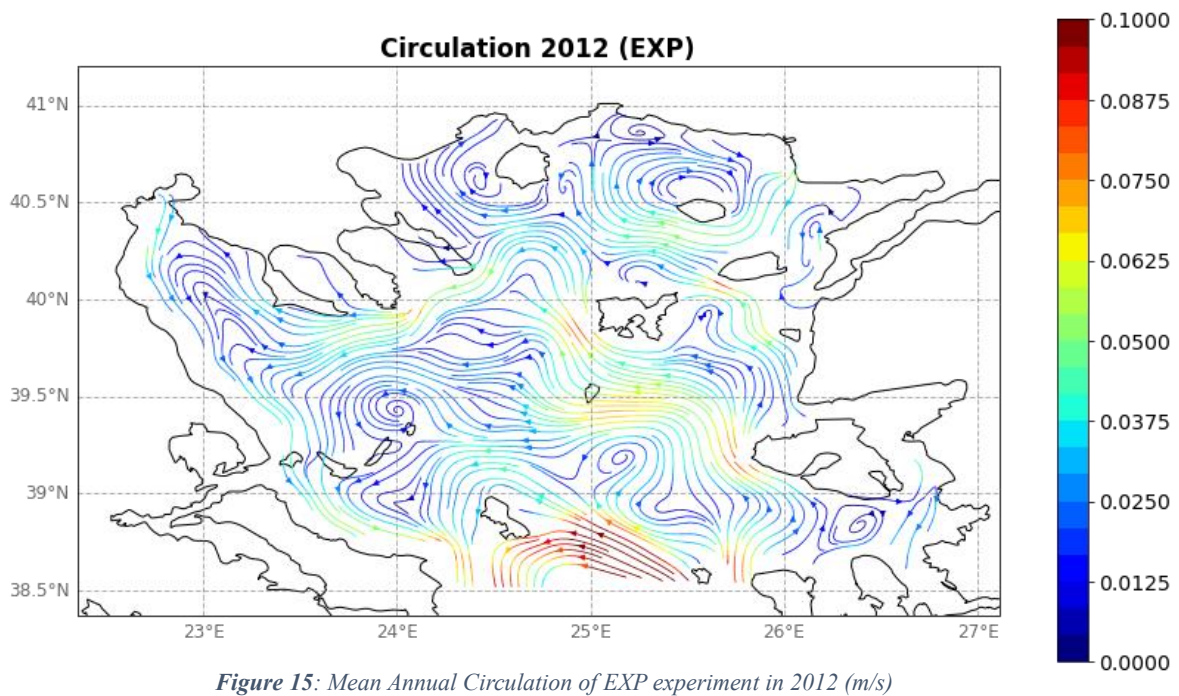 Circulation 2012 (EXP)
41°N
40.5°N
40°N
39.5°N
39°N
38.5°N
23°E
24°E
25°E
26°E
27°E
0.1000
0.0875
0.0750
0.0625
0.0500
0.0375
0.0250
0.0125
0.0000
Figure 15: Mean Annual Circulation of EXP experiment in 2012 (m/s)